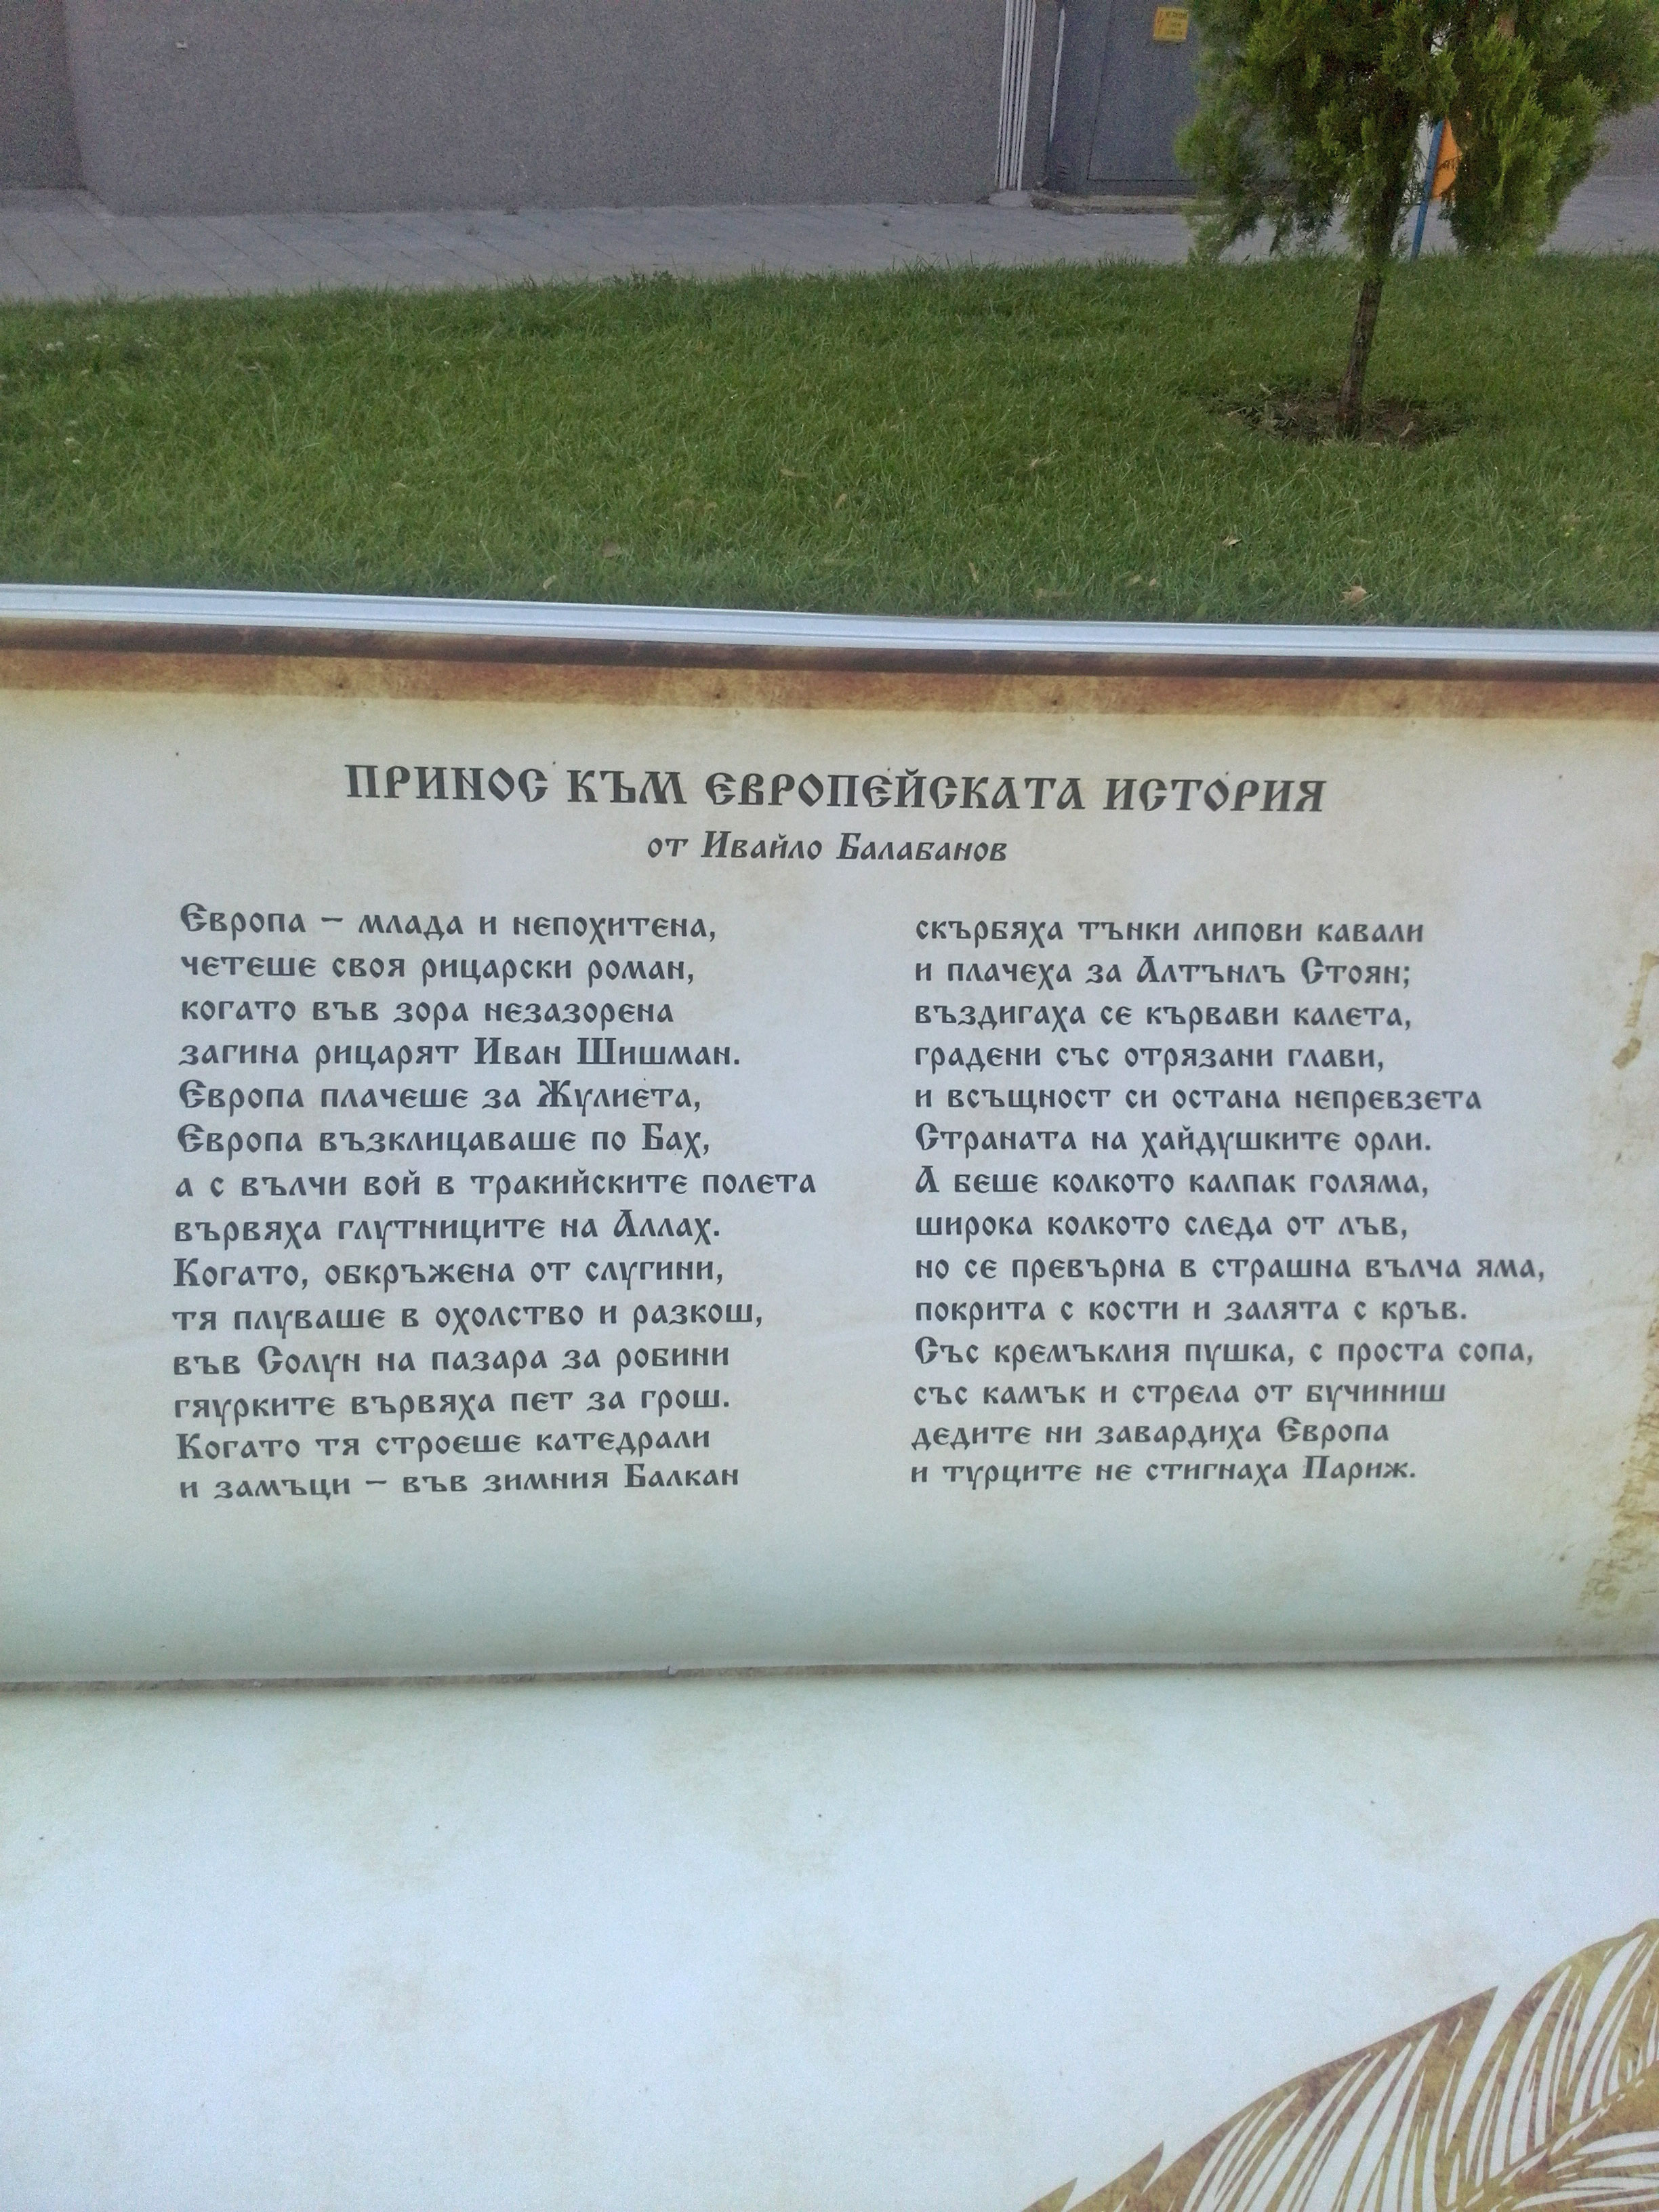 ПРИНОС КЪМ ЕВРОПЕЙСКАТА ИСТОРИЯ
от Ивайло Балабанов
Европа – млада и непохитена,
четеше своя рицарски роман,
когато във зора незазорена
загина рицарят Иван Шишман.
Европа плачеше за Жулиета,
Европа възклицаваше по Бах,
а с вълчи вой в тракийските полета
вървяха глутниците на Аллах.
Когато, обкръжена от слугини,
тя плуваше в охолство и разкош,
във Солун на пазара за робини
гяурките вървяха пет за грош.
Когато тя строеше катедрали
и замъци – във зимния Балкан
скърбяха тънки липови кавали
и плачеха за Алтънлъ Стоян;
въздигаха се кървави калета,
градени със отрязани глави,
и всъщност си остана непревзета
Страната на хайдушките орли.
А беше колкото калпак голяма,
широка колкото следа от лъв,
но се превърна в страшна вълча яма,
покрита с кости и залята с кръв.
Със кремъклия пушка, с проста сопа,
със камък и стрела от бучиниш
дедите ни завардиха Европа
и турците не стигнаха Париж.